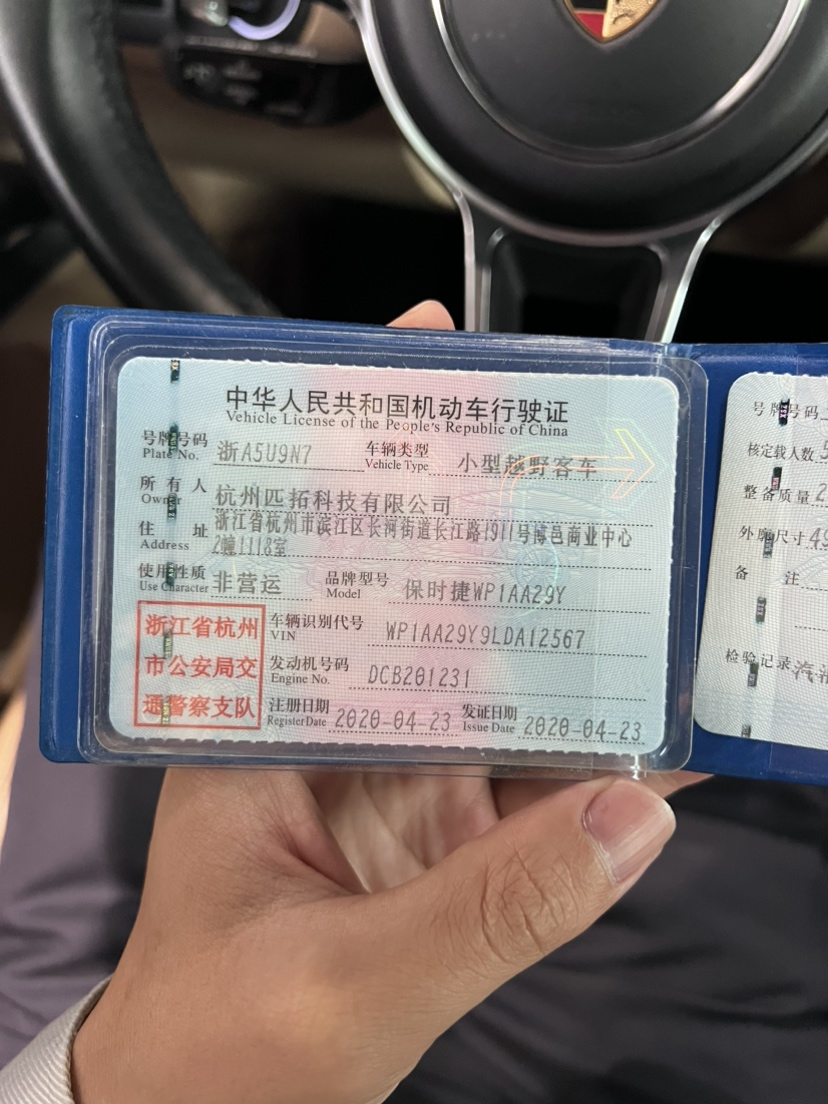 中华人民共和国机动车行驶证
Vehicle License of the People's Republic of China
号牌号码 浙A5U9N7 车辆类型 小型越野客车
Plate No. Vehicle Type
所有人 杭州匹拓科技有限公司
Owner
住址 浙江省杭州市滨江区长河街道长江路1911号博邑商业中心
Address 2幢1118室
使用性质 非营运 品牌型号 保时捷WP1AA29Y
Use Character Model
浙江省杭州
市公安局交
通警察支队
车辆识别代号 WP1AA29Y9LDA12567
VIN
发动机号码 DCB201231
Engine No.
注册日期 2020-04-23 发证日期 2020-04-23
Register Date Issue Date
号牌号码
核定载人数 5
整备质量 2
外廓尺寸 49
备注
检验记录